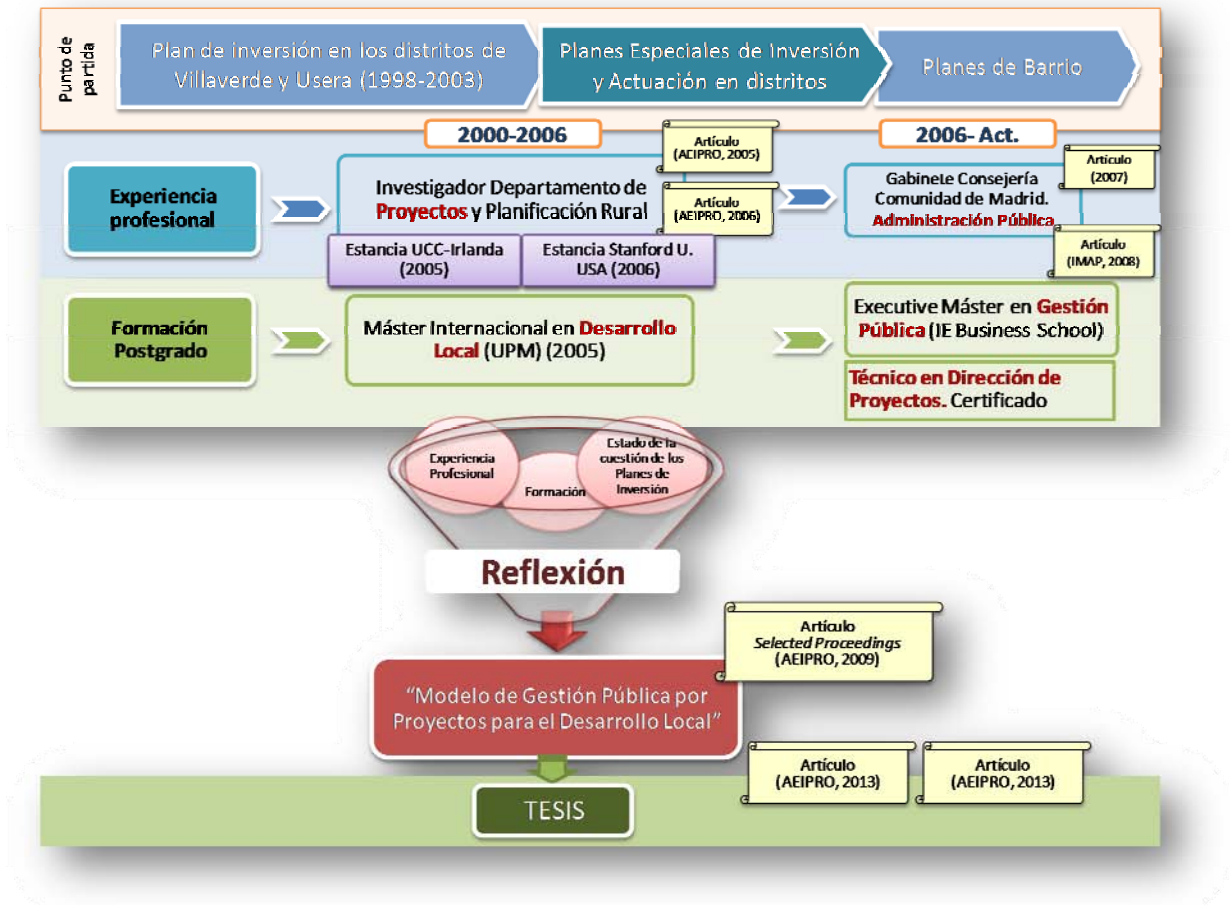 Punto de
partida
Plan de inversión en los distritos de
Villaverde y Usera (1998-2003)
Planes Especiales de Inversión
y Actuación en distritos
Planes de Barrio
2000-2006
2006- Act.
Experiencia
profesional
Investigador Departamento de
Proyectos y Planificación Rural
Artículo
(AEIPRO, 2005)
Artículo
(AEIPRO, 2006)
Estancia UCC-Irlanda
(2005)
Estancia Stanford U.
USA (2006)
Gabinete Consejería
Comunidad de Madrid.
Administración Pública
Artículo
(2007)
Artículo
(IMAP, 2008)
Formación
Postgrado
Máster Internacional en Desarrollo
Local (UPM) (2005)
Executive Máster en Gestión
Pública (IE Business School)
Técnico en Dirección de
Proyectos. Certificado
Experiencia
Profesional
Formación
Estado de la
cuestión de los
Planes de
Inversión
Reflexión
Artículo
Selected Proceedings
(AEIPRO, 2009)
“Modelo de Gestión Pública por
Proyectos para el Desarrollo Local”
Artículo
(AEIPRO, 2013)
Artículo
(AEIPRO, 2013)
TESIS